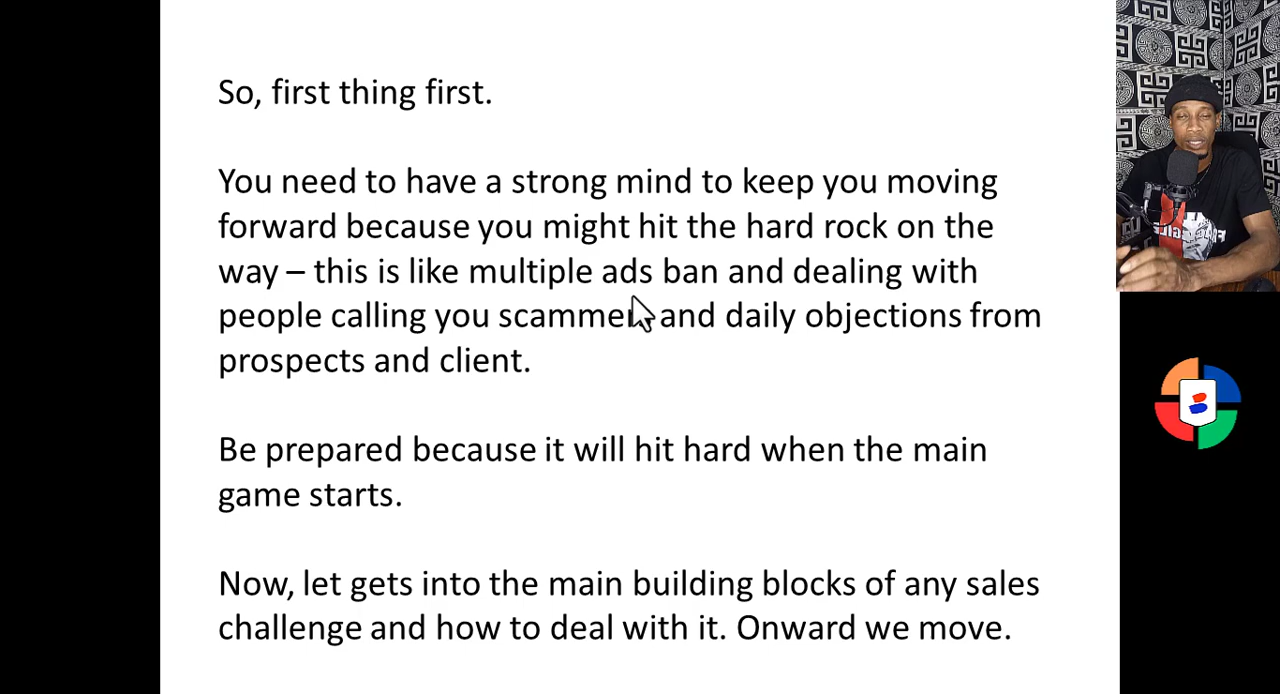 So, first thing first.
You need to have a strong mind to keep you moving
forward because you might hit the hard rock on the
way – this is like multiple ads ban and dealing with
people calling you scammer, and daily objections from
prospects and client.
Be prepared because it will hit hard when the main
game starts.
Now, let gets into the main building blocks of any sales
challenge and how to deal with it. Onward we move.